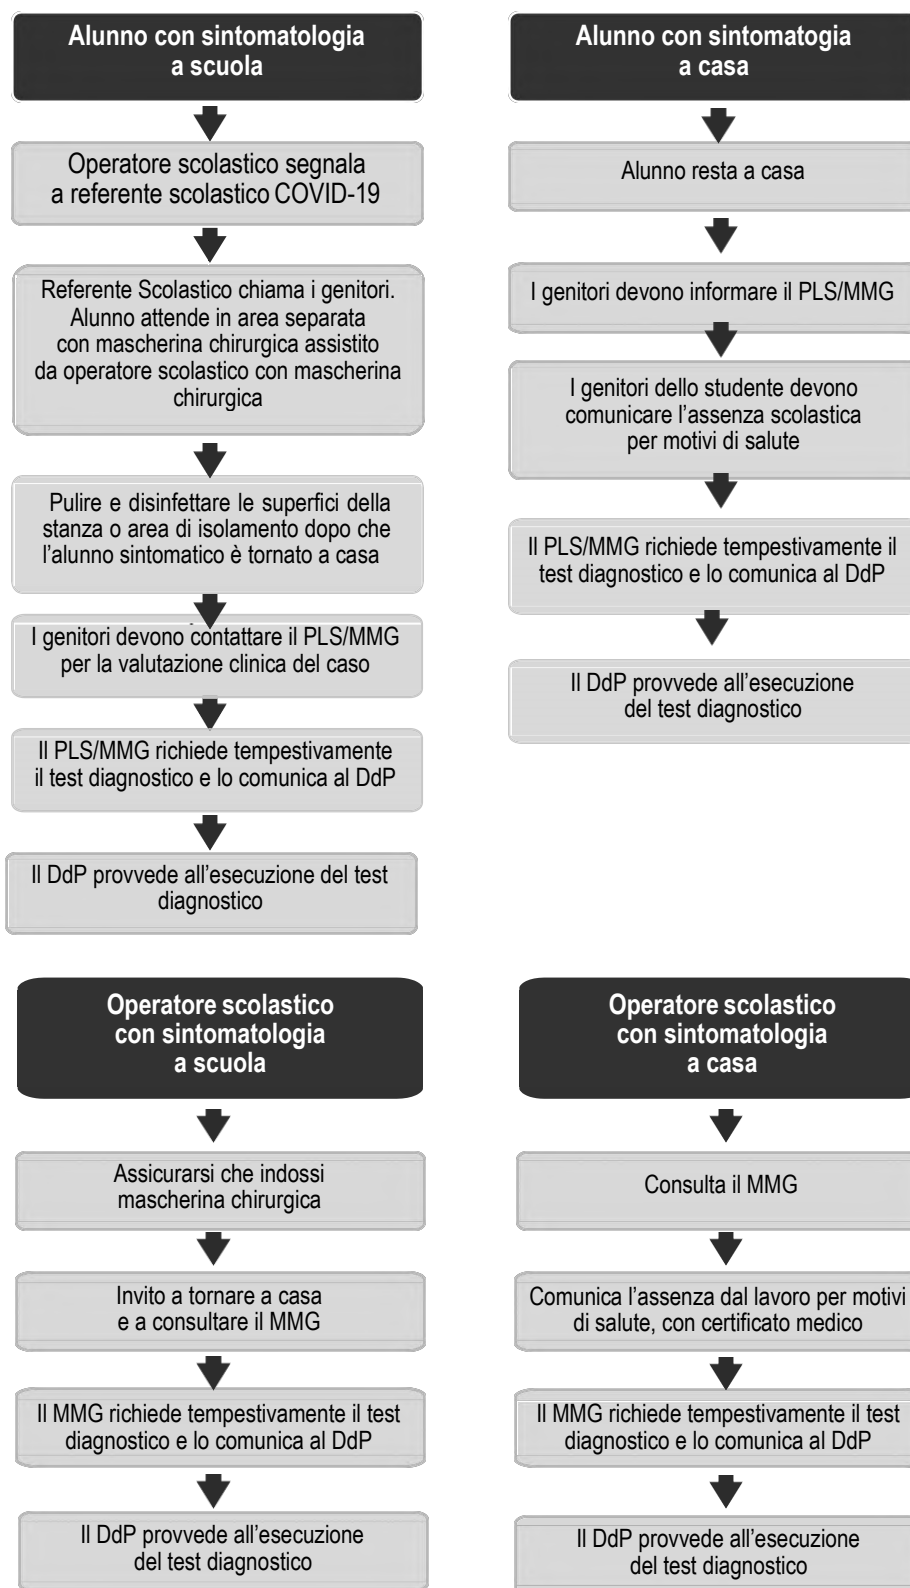 Alunno con sintomatologia
a scuola
Operatore scolastico segnala
a referente scolastico COVID-19
Referente Scolastico chiama i genitori.
Alunno attende in area separata
con mascherina chirurgica assistito
da operatore scolastico con mascherina
chirurgica
Pulire e disinfettare le superfici della
stanza o area di isolamento dopo che
l’alunno sintomatico è tornato a casa
I genitori devono contattare il PLS/MMG
per la valutazione clinica del caso
Il PLS/MMG richiede tempestivamente
il test diagnostico e lo comunica al DdP
Il DdP provvede all’esecuzione del test
diagnostico
Alunno con sintomatogia
a casa
Alunno resta a casa
I genitori devono informare il PLS/MMG
I genitori dello studente devono
comunicare l’assenza scolastica
per motivi di salute
Il PLS/MMG richiede tempestivamente il
test diagnostico e lo comunica al DdP
Il DdP provvede all’esecuzione
del test diagnostico
Operatore scolastico
con sintomatologia
a scuola
Assicurarsi che indossi
mascherina chirurgica
Invito a tornare a casa
e a consultare il MMG
Il MMG richiede tempestivamente il test
diagnostico e lo comunica al DdP
Il DdP provvede all’esecuzione
del test diagnostico
Operatore scolastico
con sintomatologia
a casa
Consulta il MMG
Comunica l’assenza dal lavoro per motivi
di salute, con certificato medico
Il MMG richiede tempestivamente il test
diagnostico e lo comunica al DdP
Il DdP provvede all’esecuzione
del test diagnostico